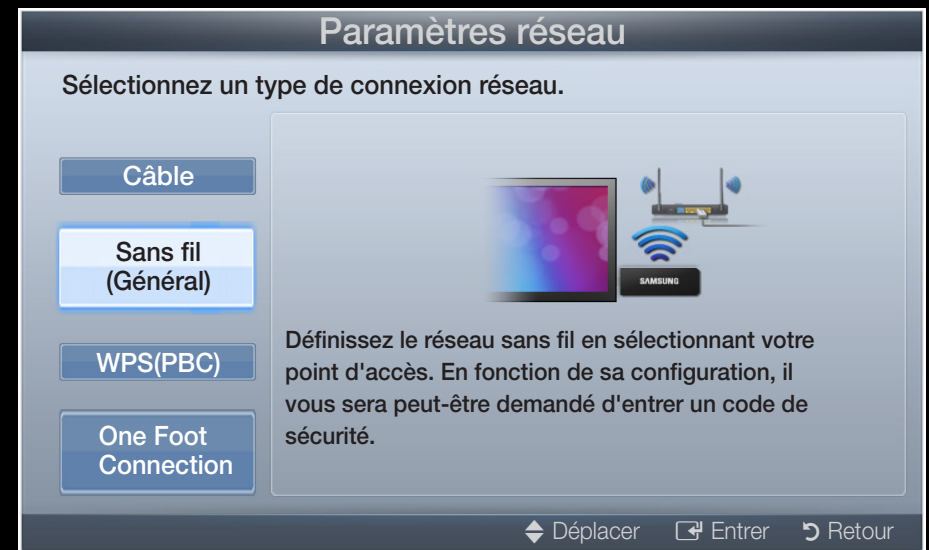 Paramètres réseau
Sélectionnez un type de connexion réseau.
Câble
Sans fil
(Général)
WPS(PBC)
One Foot
Connection
SAMSUNG
Définissez le réseau sans fil en sélectionnant votre
point d'accès. En fonction de sa configuration, il
vous sera peut-être demandé d'entrer un code de
sécurité.
Déplacer Entrer Retour